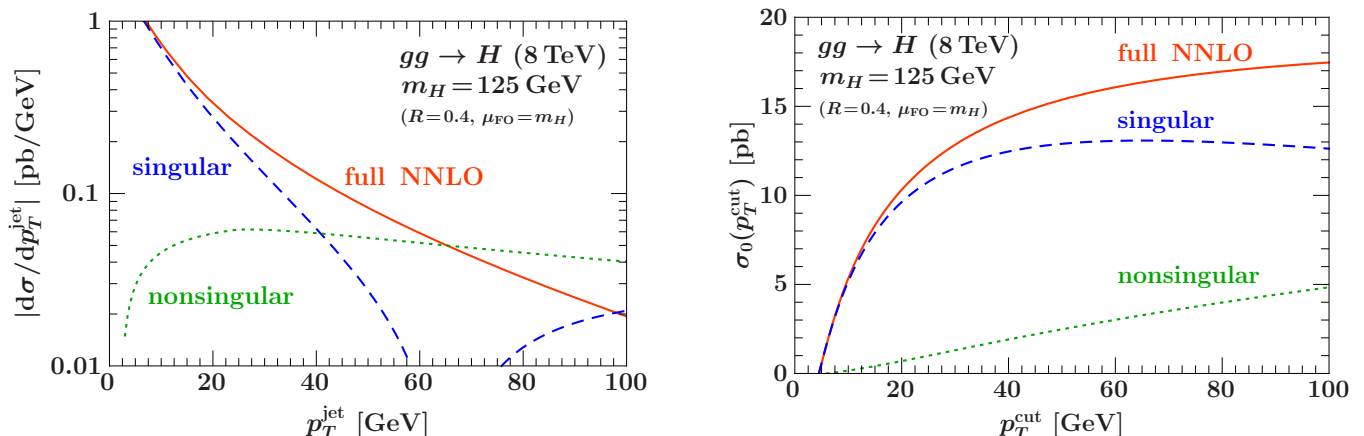 |dσ/dp_T^jet| [pb/GeV]
1
0.1
0.01
gg → H (8 TeV)
m_H = 125 GeV
(R=0.4, μ_FO=m_H)
singular
full NNLO
nonsingular
0 20 40 60 80 100
p_T^jet [GeV]
σ_0(p_T^cut) [pb]
20
15
10
5
0
gg → H (8 TeV)
m_H = 125 GeV
(R=0.4, μ_FO=m_H)
full NNLO
singular
nonsingular
0 20 40 60 80 100
p_T^cut [GeV]